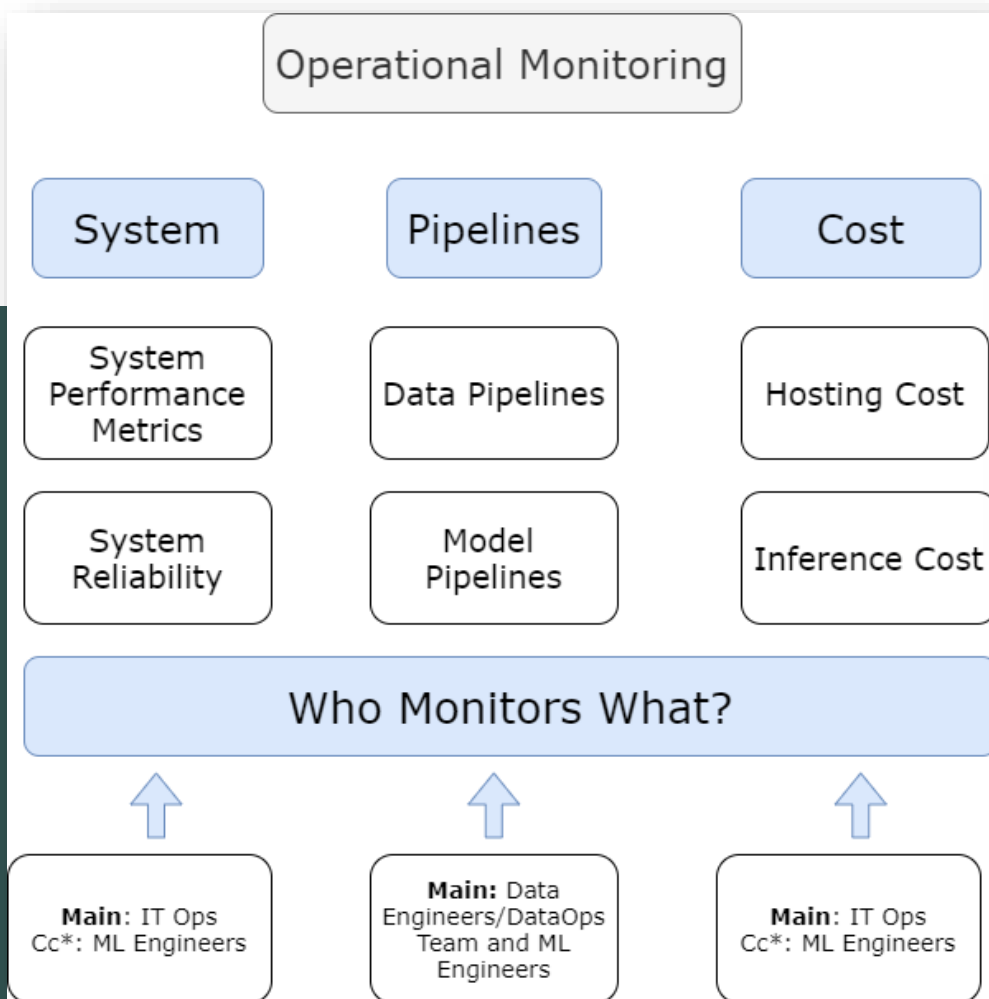 Operational Monitoring
System
Pipelines
Cost
System
Performance
Metrics
Data Pipelines
Hosting Cost
System
Reliability
Model
Pipelines
Inference Cost
Who Monitors What?
Main: IT Ops
Cc*: ML Engineers
Main: Data
Engineers/DataOps
Team and ML
Engineers
Main: IT Ops
Cc*: ML Engineers